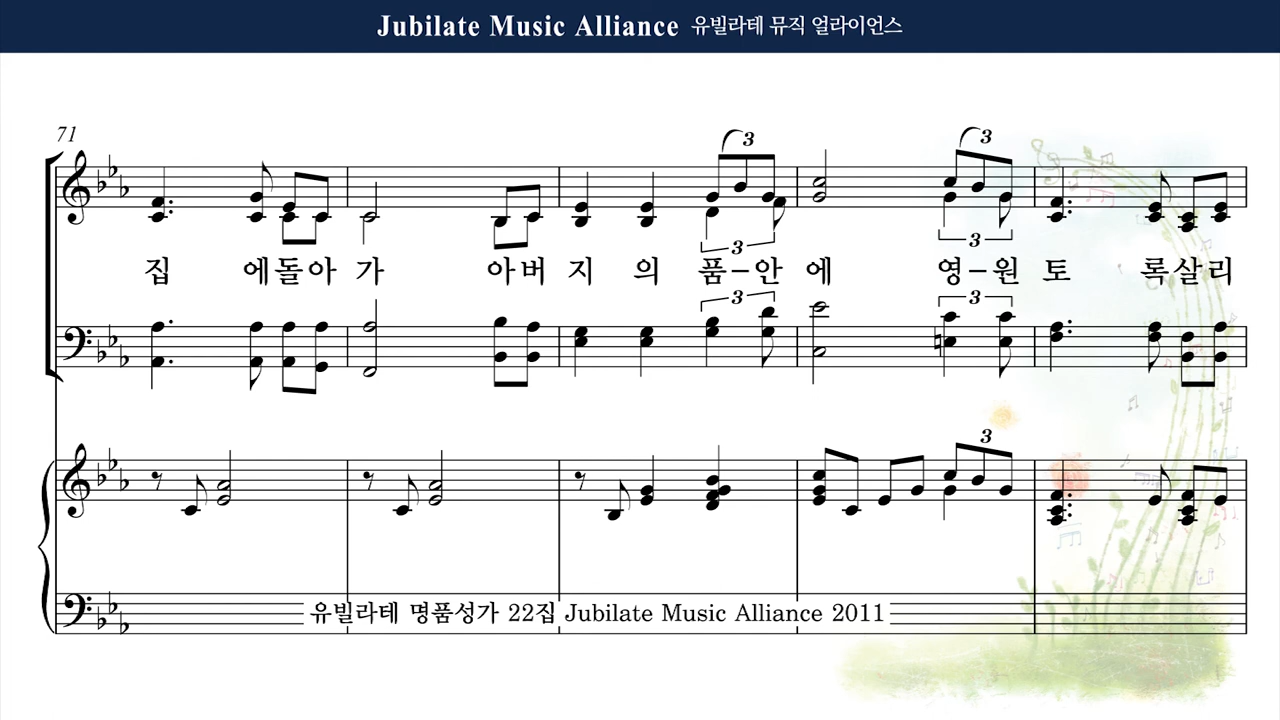 Jubilate Music Alliance 유빌라테 뮤직 얼라이언스
71
3 3
3 3
집 에돌아 가 아버 지 의 품-안 에 영-원 토 록살리
3 3
3
유빌라테 명품성가 22집 Jubilate Music Alliance 2011